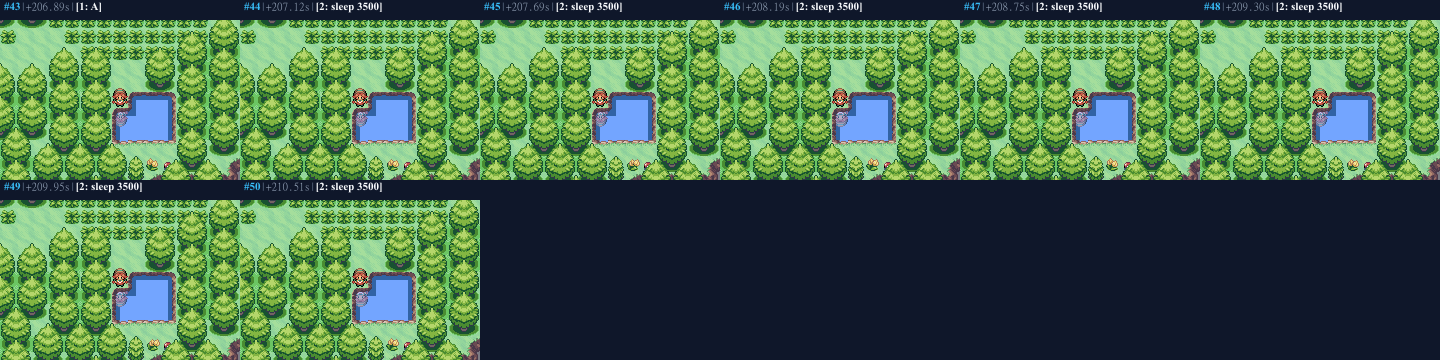 #43 | +206.89s | [1: A]
#44 | +207.12s | [2: sleep 3500]
#45 | +207.69s | [2: sleep 3500]
#46 | +208.19s | [2: sleep 3500]
#47 | +208.75s | [2: sleep 3500]
#48 | +209.30s | [2: sleep 3500]
#49 | +209.95s | [2: sleep 3500]
#50 | +210.51s | [2: sleep 3500]